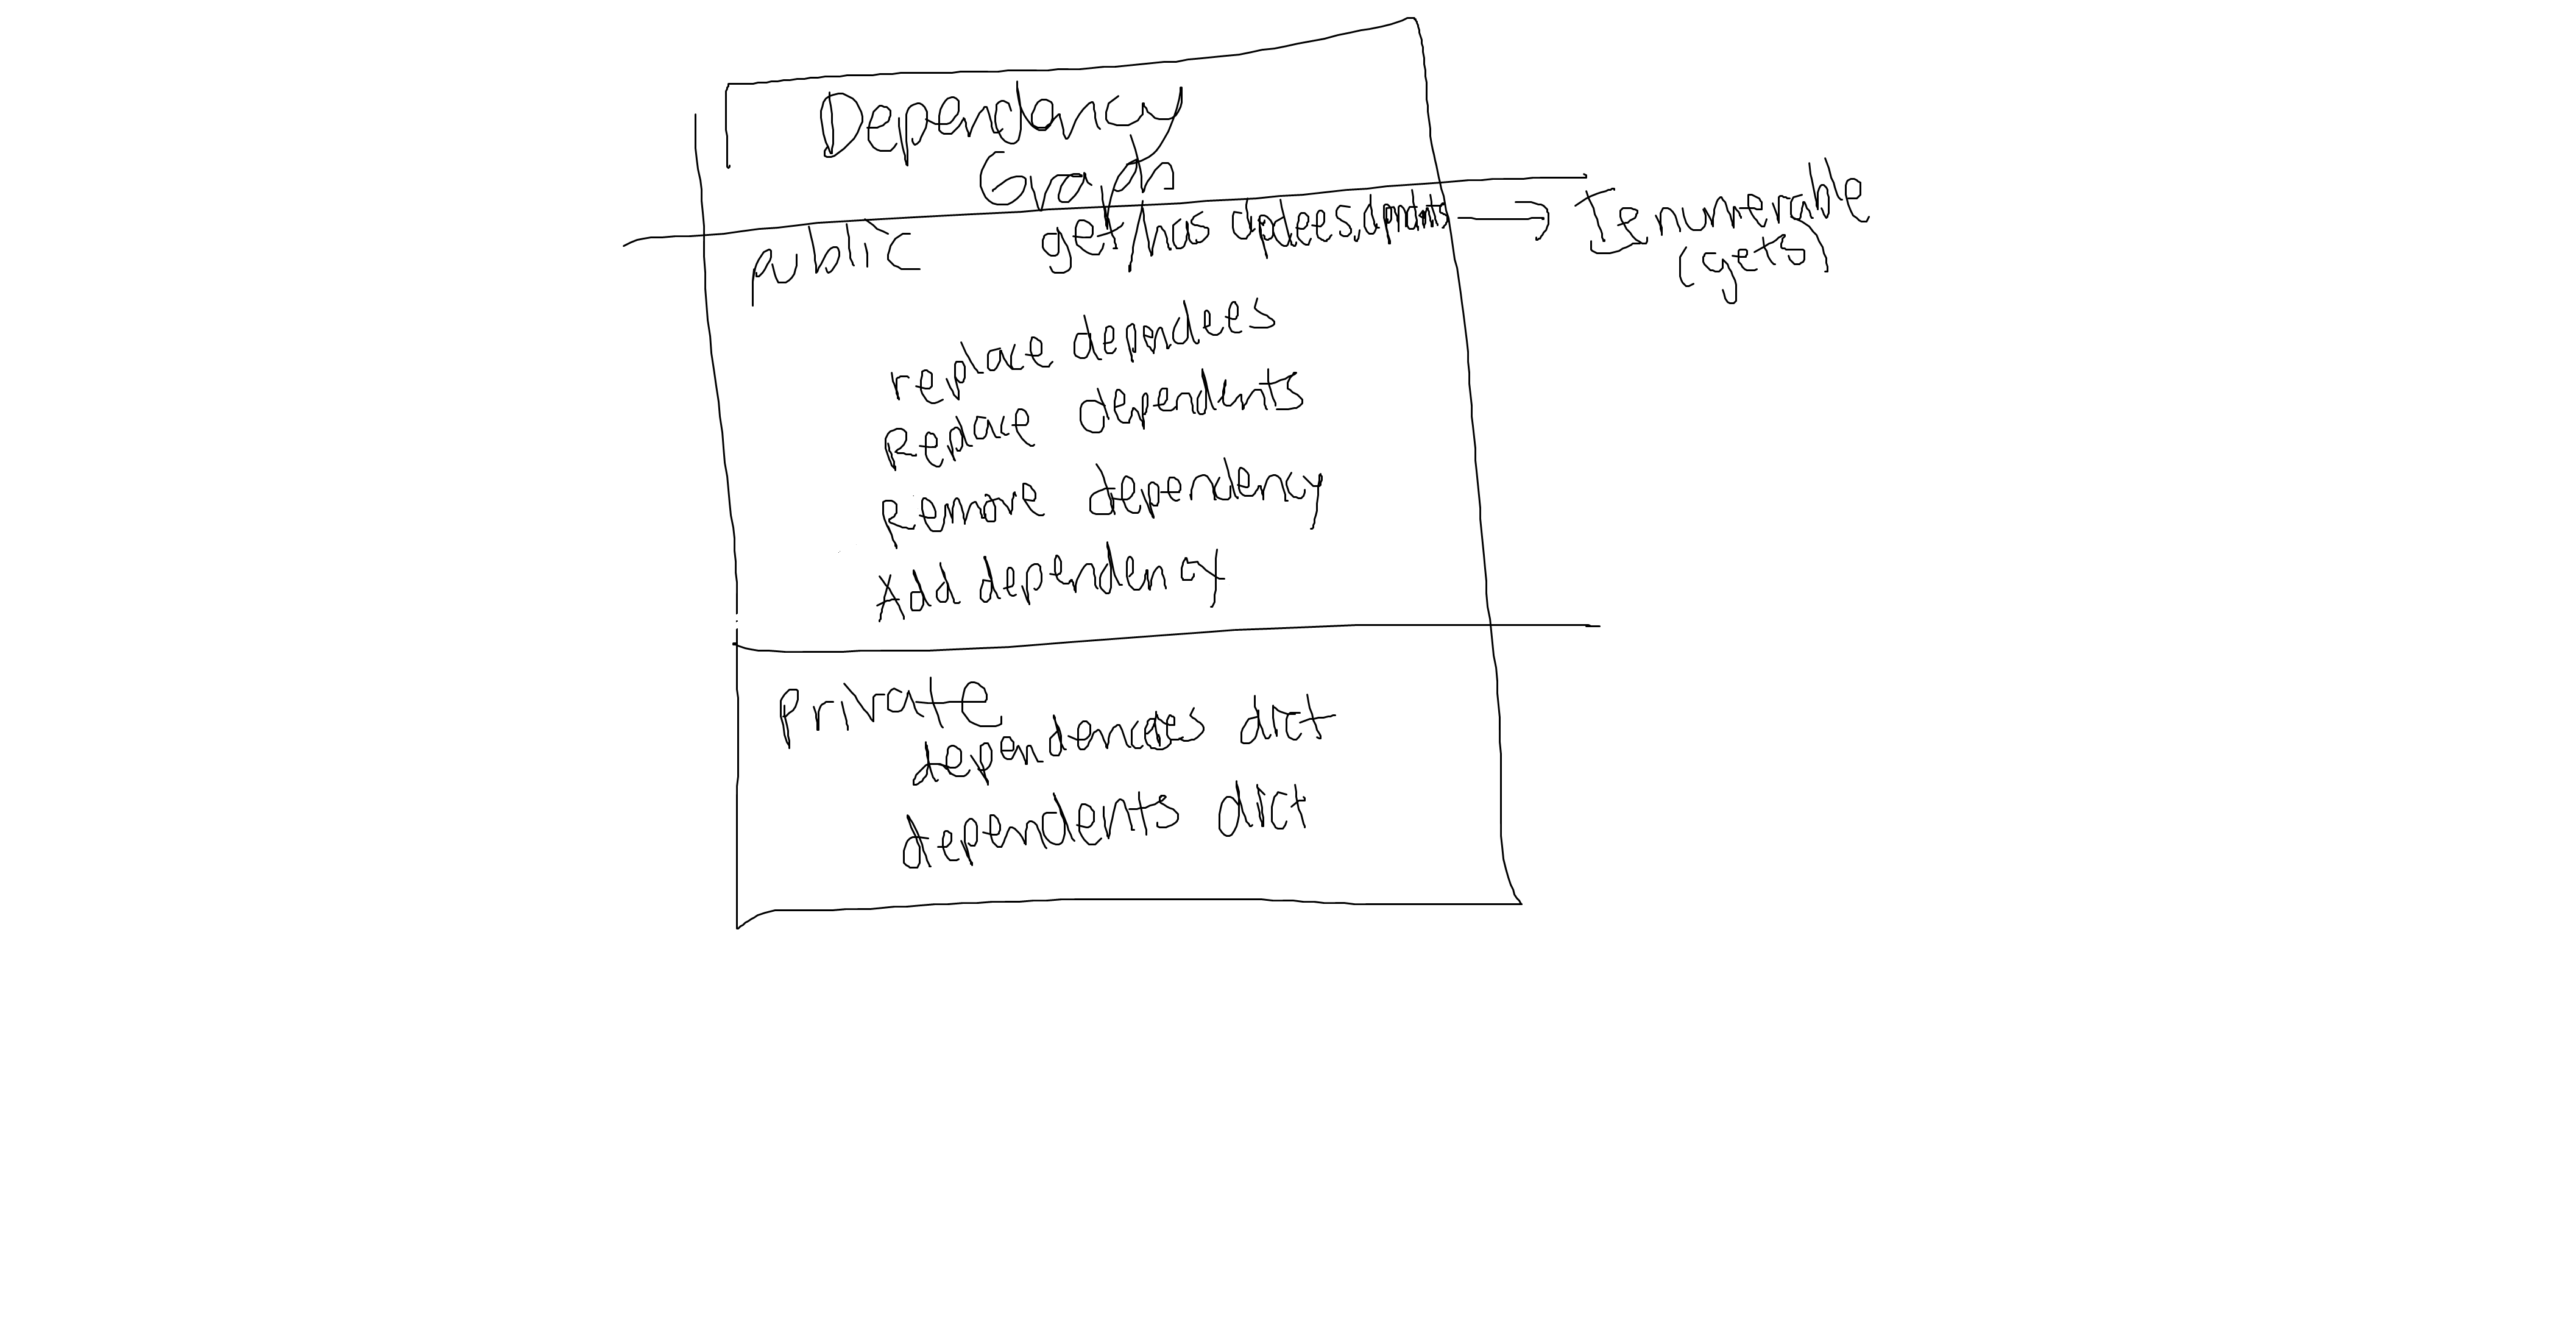 Dependency
Graph
public get/has dpdees, dpndnts → Ienumerable
(gets)
replace dependees
Replace dependents
Remove dependency
Add dependency
Private
dependencies dict
dependents dict